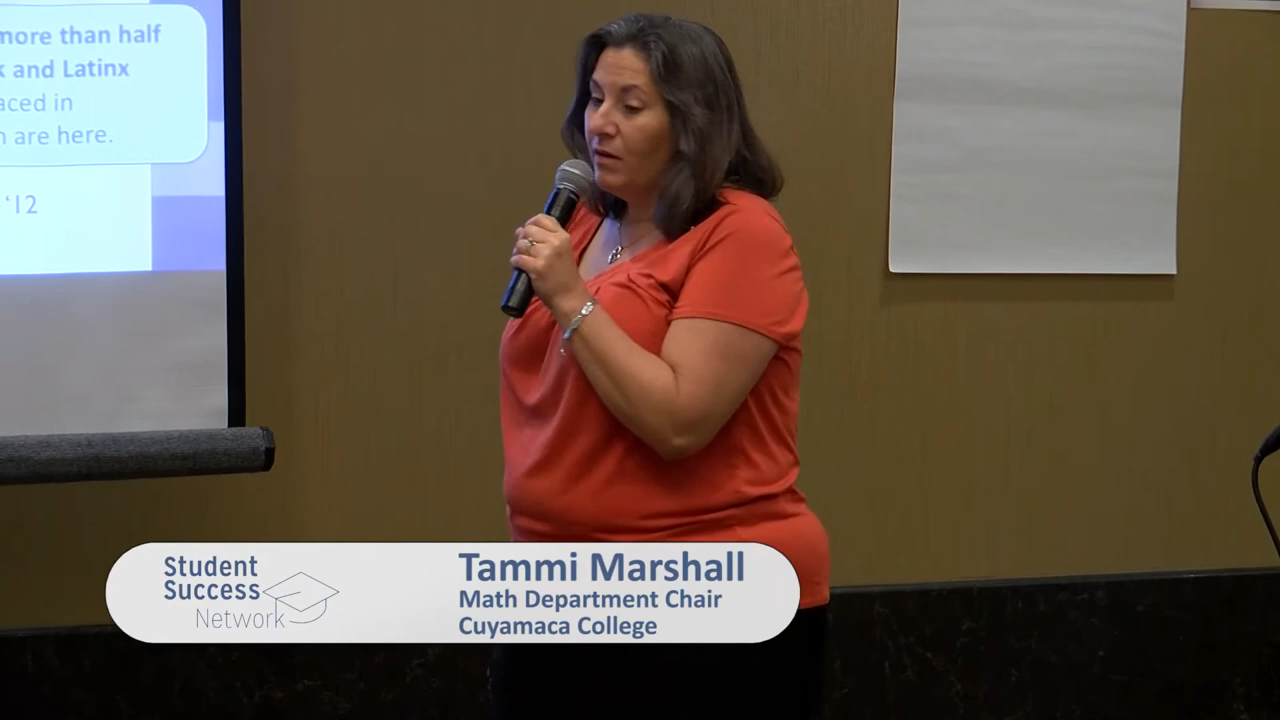 more than half
and Latinx
in
are here.
'12
Student
Success
Network
Tammi Marshall
Math Department Chair
Cuyamaca College